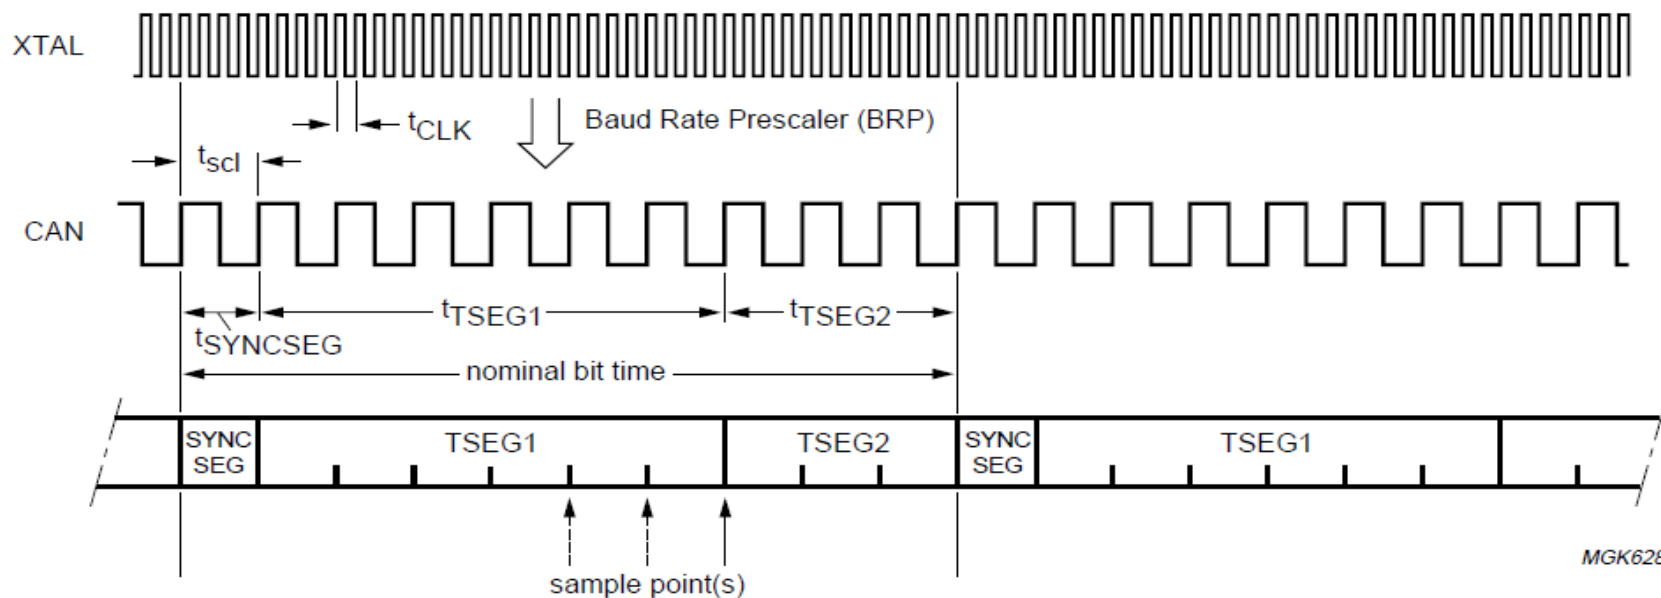 XTAL
tCLK
Baud Rate Prescaler (BRP)
tscl
CAN
tTSEG1
tTSEG2
tSYNCSEG
nominal bit time
SYNC
SEG
TSEG1
TSEG2
SYNC
SEG
TSEG1
sample point(s)
MGK628